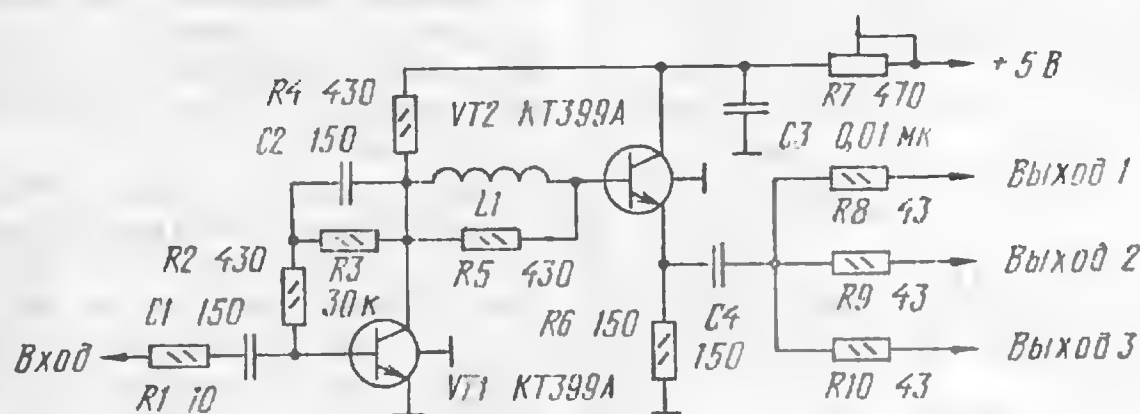 R4 430
C2 150
VT2 КТ399А
+ 5 В
R7 470
C3 0,01 мк
Выход 1
R8 43
L1
R2 430
R3
30 к
R5 430
Выход 2
R9 43
C1 150
R6 150
C4
150
Вход
R1 10
VT1 КТ399А
Выход 3
R10 43